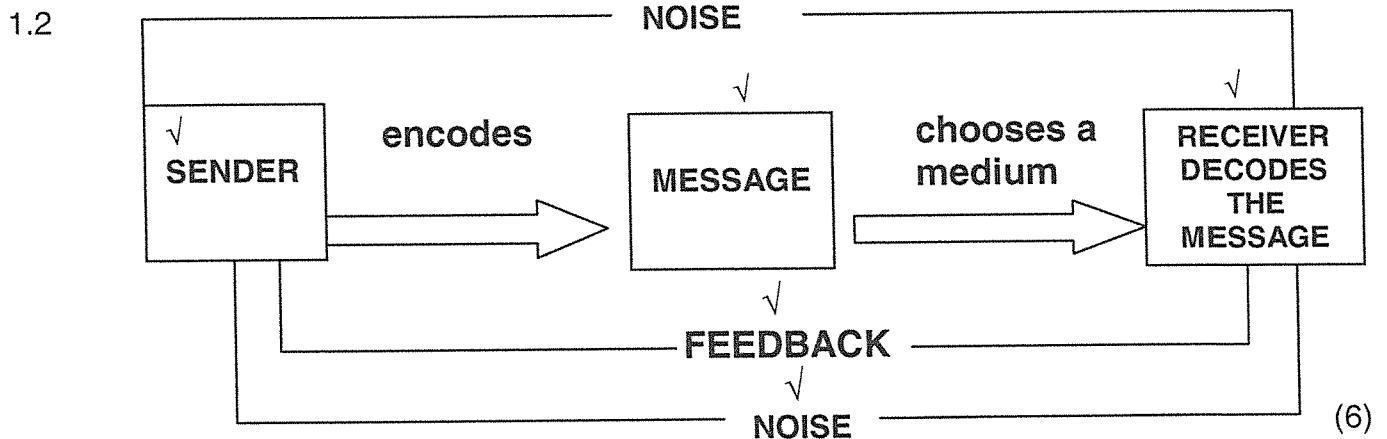 1.2
NOISE
√
√
√
SENDER
encodes
MESSAGE
chooses a
medium
RECEIVER
DECODES
THE
MESSAGE
√
FEEDBACK
√
NOISE
(6)